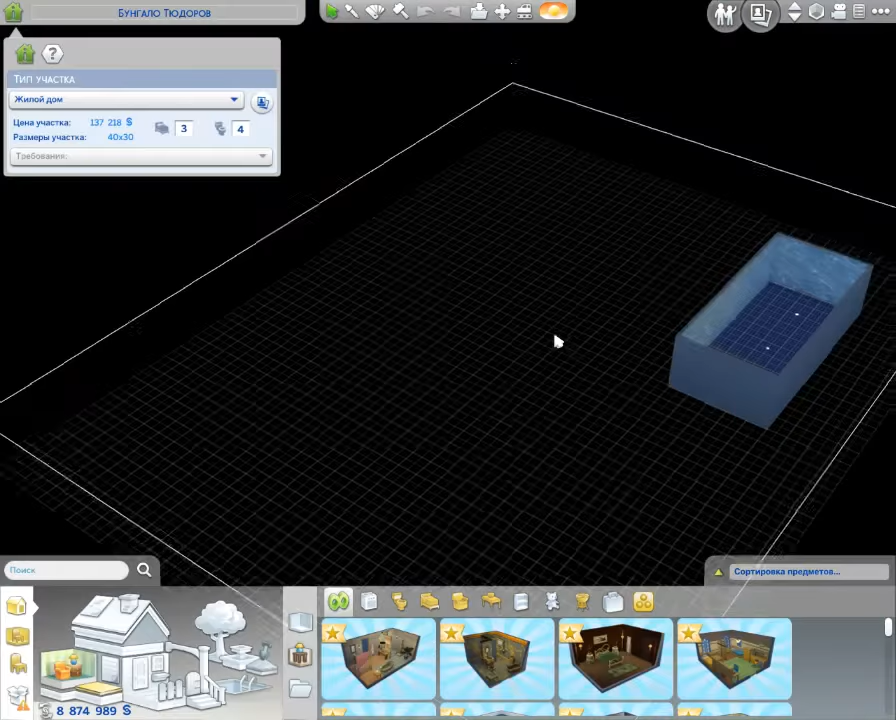 Бунгало Тюдоров
Тип участка
Жилой дом
Цена участка: 137 218 $
3
4
Размеры участка: 40x30
Требования:
Поиск
Сортировка предметов...
8 874 989 $